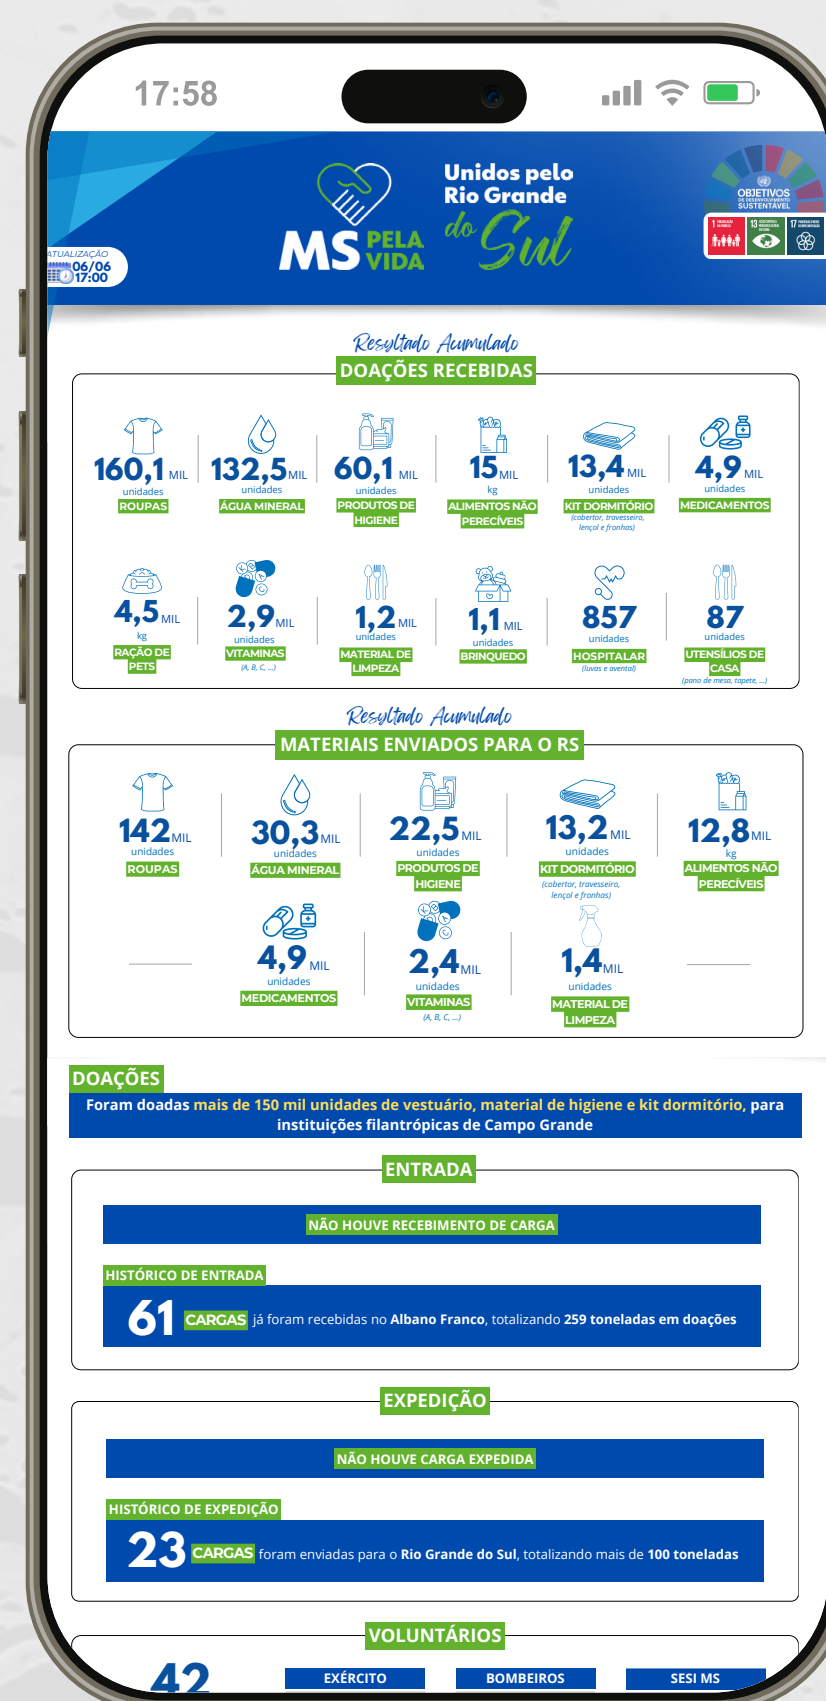 17:58
Unidos pelo
Rio Grande
do Sul
MS PELA
VIDA
OBJETIVOS
DE DESENVOLVIMENTO
SUSTENTÁVEL
1
13
17
ATUALIZAÇÃO
06/06
17:00
Resultado Acumulado
DOAÇÕES RECEBIDAS
160,1 MIL
unidades
ROUPAS
132,5 MIL
unidades
ÁGUA MINERAL
60,1 MIL
unidades
PRODUTOS DE
HIGIENE
15 MIL
kg
ALIMENTOS NÃO
PERECÍVEIS
13,4 MIL
unidades
KIT DORMITÓRIO
(cobertor, travesseiro,
lençol e fronhas)
4,9 MIL
unidades
MEDICAMENTOS
4,5 MIL
kg
RAÇÃO DE
PETS
2,9 MIL
unidades
VITAMINAS
(A, B, C, ...)
1,2 MIL
unidades
MATERIAL DE
LIMPEZA
1,1 MIL
unidades
BRINQUEDO
857
unidades
HOSPITALAR
(luvas e avental)
87
unidades
UTENSÍLIOS DE
CASA
(pano de mesa, tapete, ...)
Resultado Acumulado
MATERIAIS ENVIADOS PARA O RS
142 MIL
unidades
ROUPAS
30,3 MIL
unidades
ÁGUA MINERAL
22,5 MIL
unidades
PRODUTOS DE
HIGIENE
13,2 MIL
unidades
KIT DORMITÓRIO
(cobertor, travesseiro,
lençol e fronhas)
12,8 MIL
kg
ALIMENTOS NÃO
PERECÍVEIS
4,9 MIL
unidades
MEDICAMENTOS
2,4 MIL
unidades
VITAMINAS
(A, B, C, ...)
1,4 MIL
unidades
MATERIAL DE
LIMPEZA
DOAÇÕES
Foram doadas mais de 150 mil unidades de vestuário, material de higiene e kit dormitório, para
instituições filantrópicas de Campo Grande
ENTRADA
NÃO HOUVE RECEBIMENTO DE CARGA
HISTÓRICO DE ENTRADA
61 CARGAS já foram recebidas no Albano Franco, totalizando 259 toneladas em doações
EXPEDIÇÃO
NÃO HOUVE CARGA EXPEDIDA
HISTÓRICO DE EXPEDIÇÃO
23 CARGAS foram enviadas para o Rio Grande do Sul, totalizando mais de 100 toneladas
VOLUNTÁRIOS
42
EXÉRCITO
BOMBEIROS
SESI MS